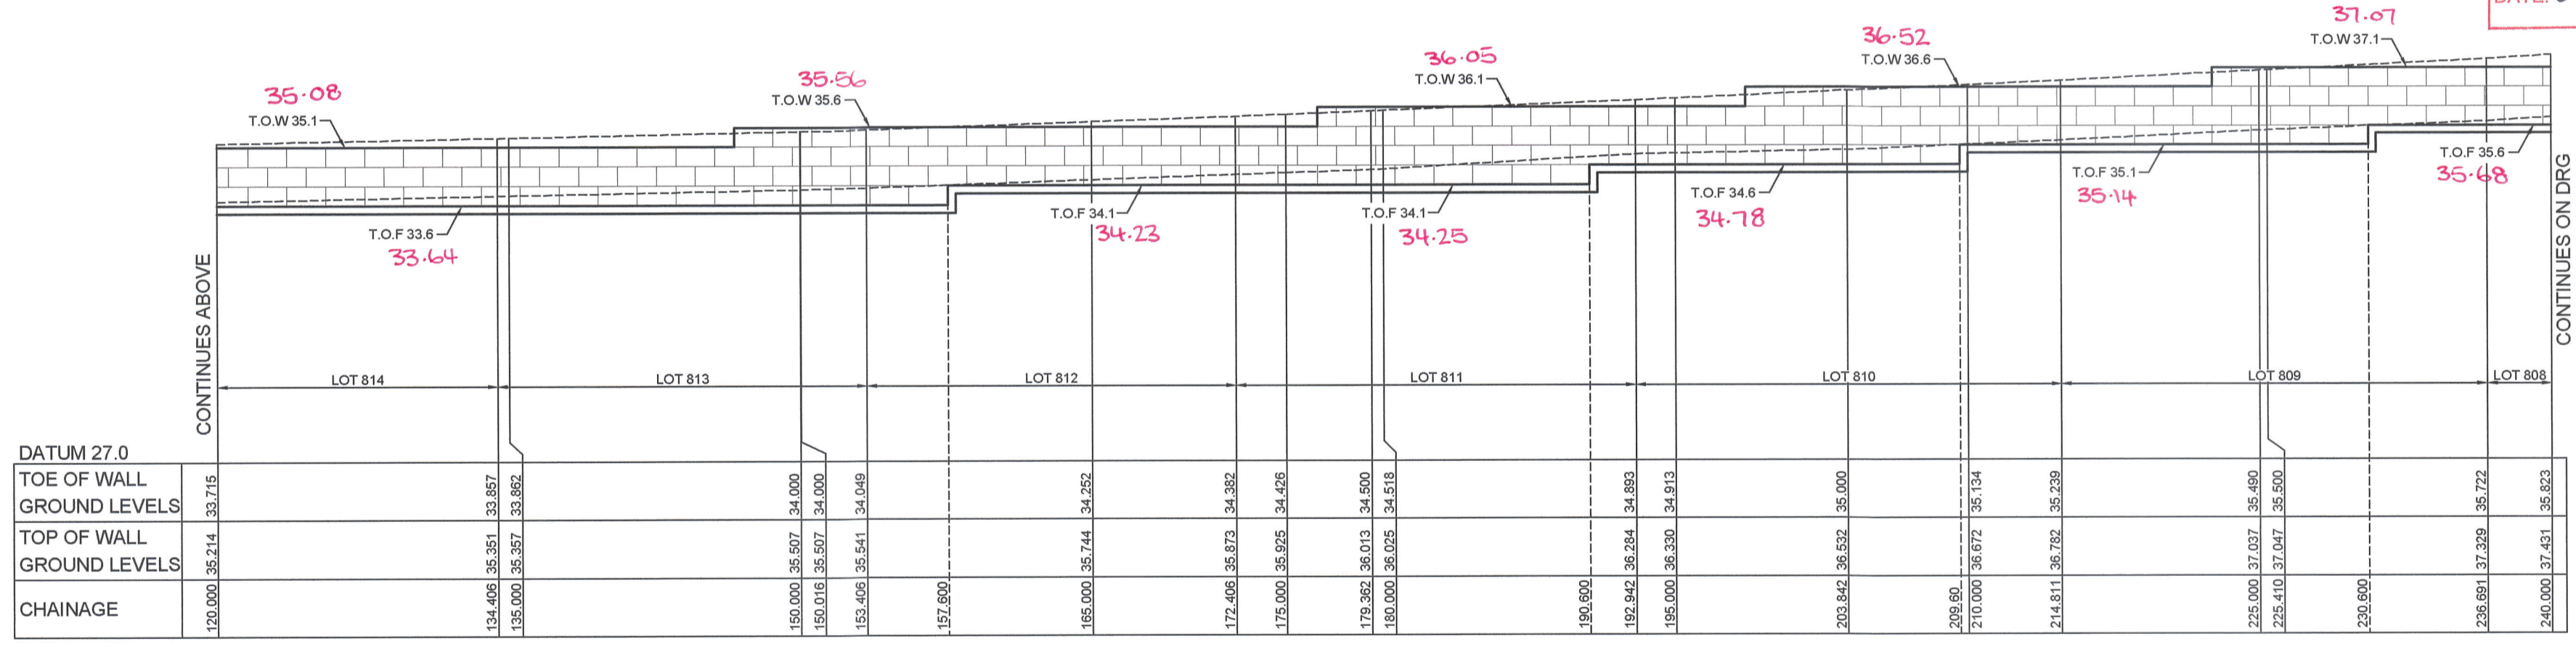 37.07
T.O.W 37.1
36.52
T.O.W 36.6
36.05
T.O.W 36.1
35.56
T.O.W 35.6
35.08
T.O.W 35.1
T.O.F 33.6
33.64
T.O.F 34.1
34.23
T.O.F 34.1
34.25
T.O.F 34.6
34.78
T.O.F 35.1
35.14
T.O.F 35.6
35.68
CONTINUES ABOVE
CONTINUES ON DRG
LOT 814
LOT 813
LOT 812
LOT 811
LOT 810
LOT 809
LOT 808
DATUM 27.0
TOE OF WALL
GROUND LEVELS
33.715 33.857 33.862 34.000 34.000 34.049 34.252 34.382 34.426 34.500 34.518 34.893 34.913 35.000 35.134 35.239 35.490 35.500 35.722 35.823
TOP OF WALL
GROUND LEVELS
35.214 35.351 35.357 35.507 35.507 35.541 35.744 35.873 35.925 36.013 36.025 36.284 36.330 36.532 36.672 36.782 37.037 37.047 37.329 37.431
CHAINAGE
120.000 134.406 135.000 150.000 150.016 153.406 157.600 165.000 172.406 175.000 179.362 180.000 190.600 192.942 195.000 203.842 209.60 210.000 214.811 225.000 225.410 230.600 236.691 240.000